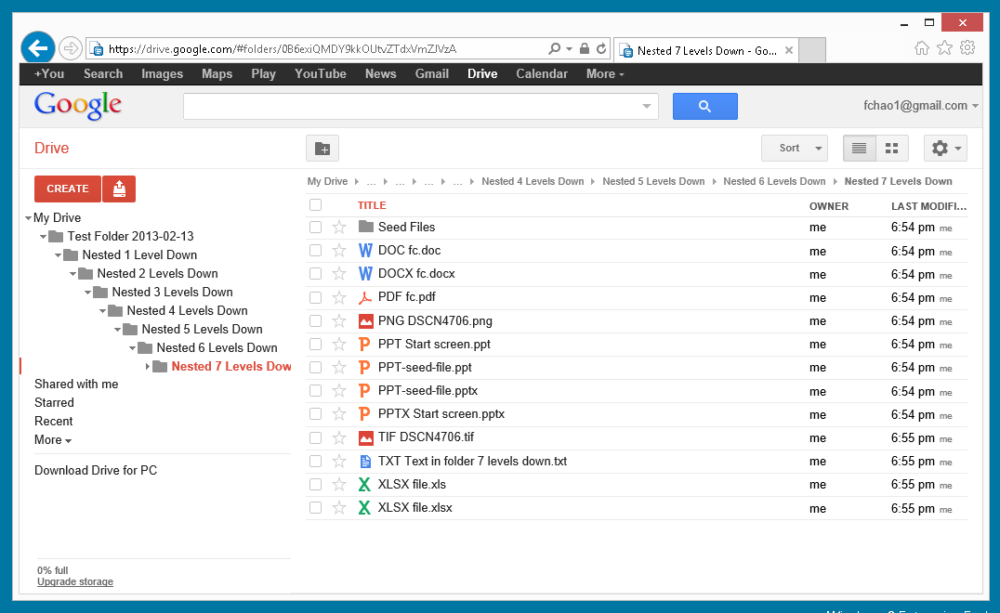 https://drive.google.com/#folders/0B6exiQMDY9kkOUtvZTdxVmZJVzA
Nested 7 Levels Down - Go...
+You Search Images Maps Play YouTube News Gmail Drive Calendar More
Google
fchao1@gmail.com
Drive
Sort
CREATE
My Drive
Test Folder 2013-02-13
Nested 1 Level Down
Nested 2 Levels Down
Nested 3 Levels Down
Nested 4 Levels Down
Nested 5 Levels Down
Nested 6 Levels Down
Nested 7 Levels Dow
Shared with me
Starred
Recent
More
Download Drive for PC
0% full
Upgrade storage
My Drive ... ... ... ... Nested 4 Levels Down Nested 5 Levels Down Nested 6 Levels Down Nested 7 Levels Down
TITLE OWNER LAST MODIFI...
Seed Files me 6:54 pm me
DOC fc.doc me 6:54 pm me
DOCX fc.docx me 6:54 pm me
PDF fc.pdf me 6:54 pm me
PNG DSCN4706.png me 6:54 pm me
PPT Start screen.ppt me 6:54 pm me
PPT-seed-file.ppt me 6:54 pm me
PPT-seed-file.pptx me 6:54 pm me
PPTX Start screen.pptx me 6:54 pm me
TIF DSCN4706.tif me 6:55 pm me
TXT Text in folder 7 levels down.txt me 6:55 pm me
XLSX file.xls me 6:55 pm me
XLSX file.xlsx me 6:55 pm me